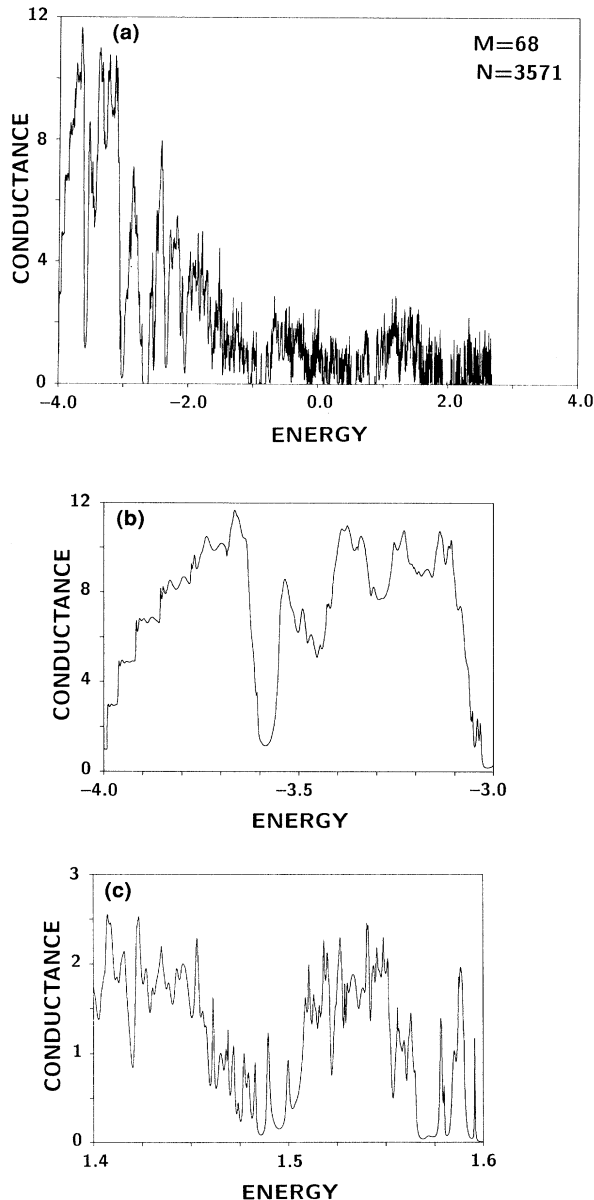 12
(a)
M=68
N=3571
8
4
0
CONDUCTANCE
−4.0 −2.0 0.0 2.0 4.0
ENERGY
12
(b)
8
4
0
CONDUCTANCE
−4.0 −3.5 −3.0
ENERGY
3
(c)
2
1
0
CONDUCTANCE
1.4 1.5 1.6
ENERGY